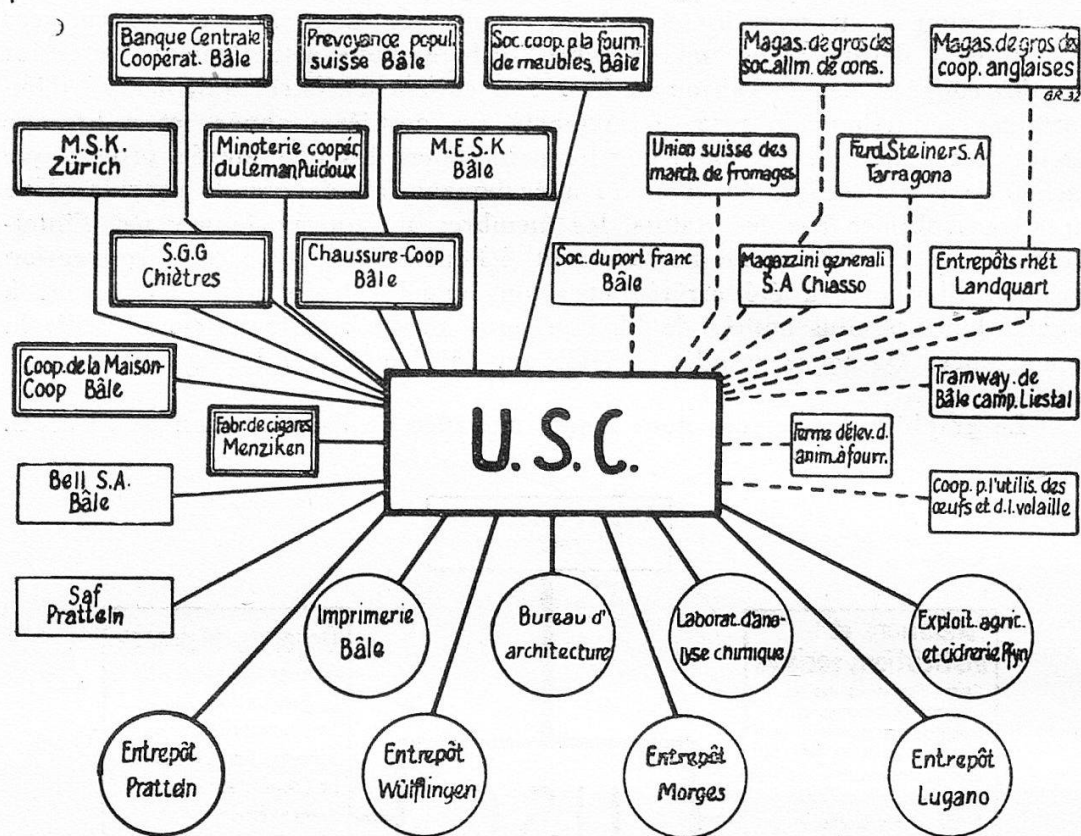 Banque Centrale
Coopérat. Bâle
Prevoyance popul.
suisse Bâle
Soc. coop. p. la fourn.
de meubles. Bâle
Magas. de gros des
soc. allm. de cons.
Magas. de gros des
coop. anglaises
GR. 32
M.S.K.
Zürich
Minoterie coopér.
du Léman Puidoux
M.E.S.K
Bâle
Union suisse des
march. de fromages
Ferd. Steiner S.A
Tarragona
S.G.G
Chiètres
Chaussure-Coop
Bâle
Soc. du port franc
Bâle
Magazzini generali
S.A Chiasso
Entrepôts rhét
Landquart
Coop. de la Maison-
Coop Bâle
Fabr. de cigares
Menziken
U.S.C.
Ferme d'élev. d.
anim. à fourr.
Tramway. de
Bâle camp. Liestal
Bell S.A.
Bâle
Coop. p. l'utilis. des
œufs et d. l. volaille
Saf
Pratteln
Imprimerie
Bâle
Bureau d'
architecture
Laborat. d'ana-
lyse chimique
Exploit. agric.
et cidrerie Pfyn
Entrepôt
Pratteln
Entrepôt
Wülflingen
Entrepôt
Morges
Entrepôt
Lugano